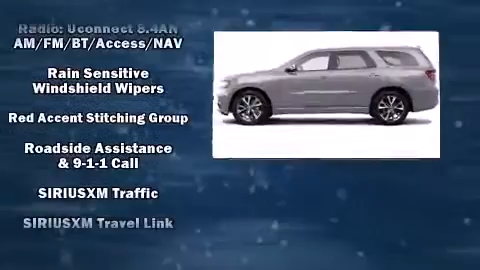 Radio: Uconnect 8.4AN
AM/FM/BT/Access/NAV
Rain Sensitive
Windshield Wipers
Red Accent Stitching Group
Roadside Assistance
& 9-1-1 Call
SIRIUSXM Traffic
SIRIUSXM Travel Link